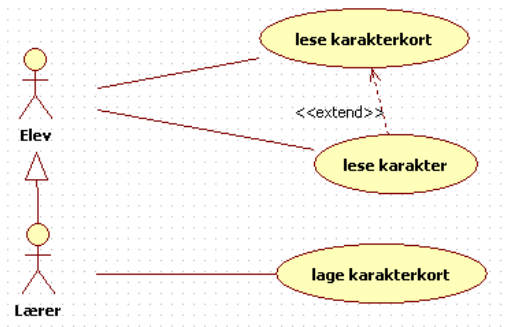 lese karakterkort
<<extend>>
Elev
lese karakter
lage karakterkort
Lærer